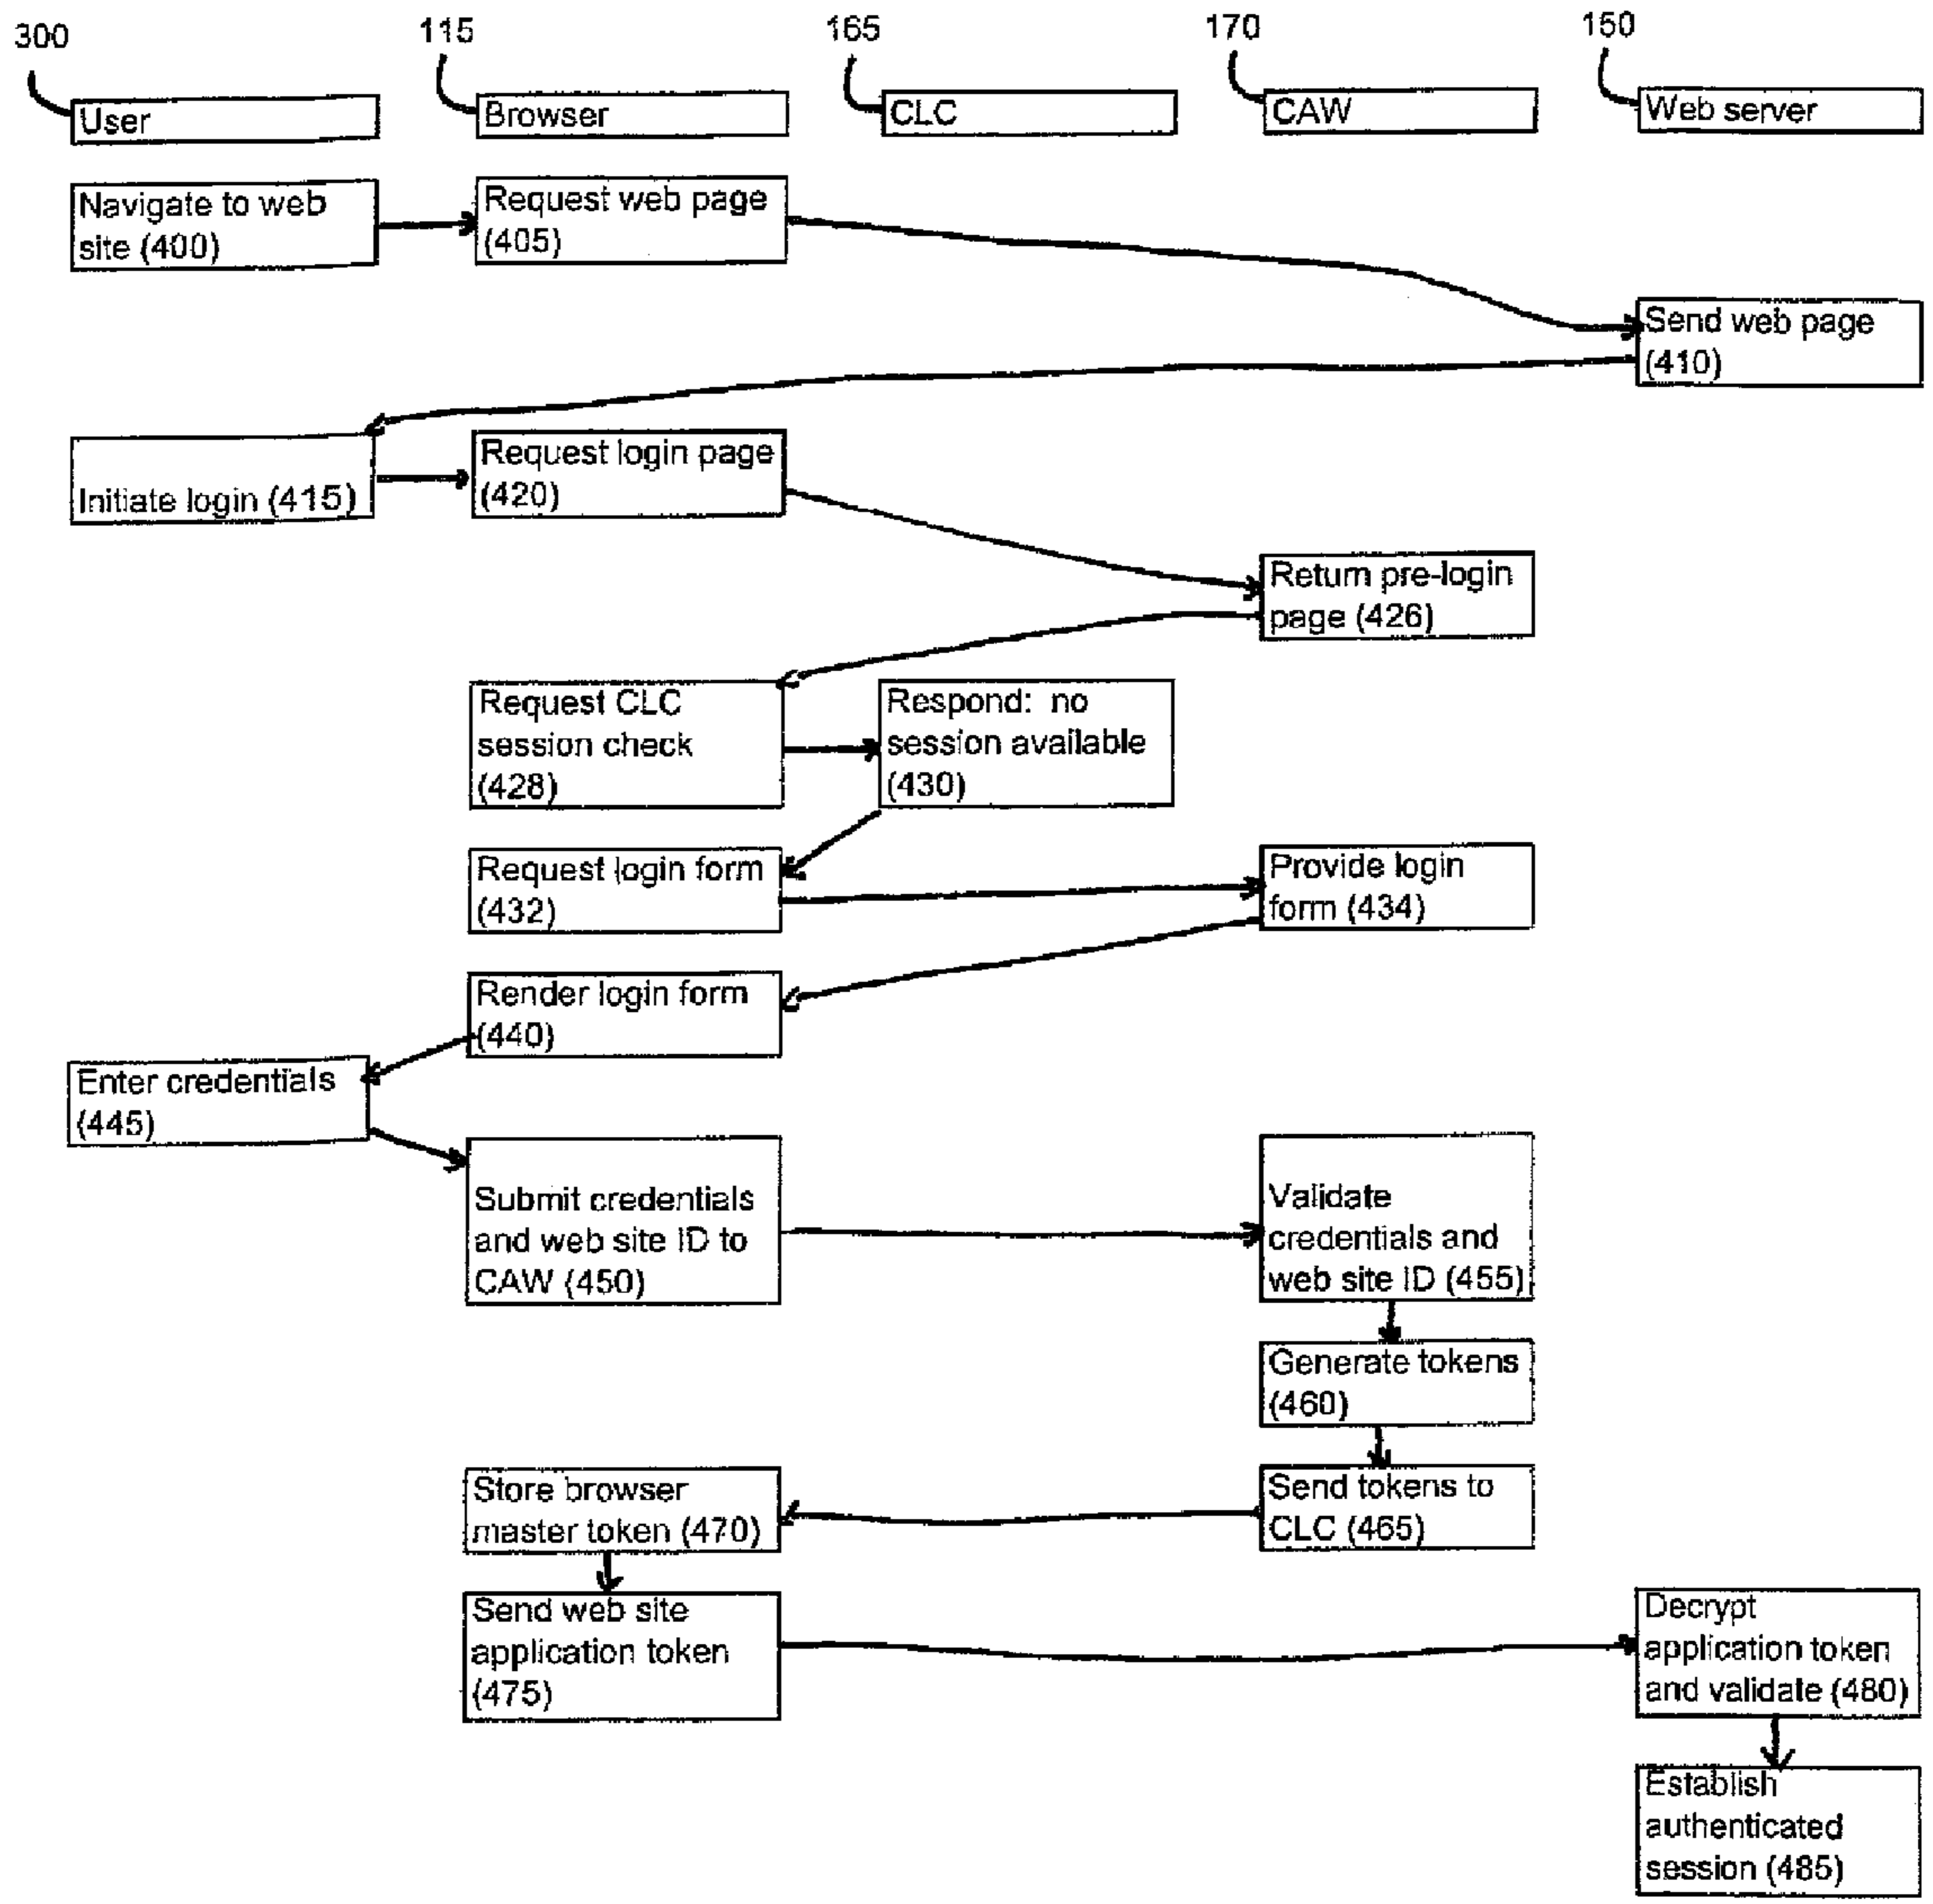 300
115
165
170
150
User
Browser
CLC
CAW
Web server
Navigate to web
site (400)
Request web page
(405)
Send web page
(410)
Initiate login (415)
Request login page
(420)
Return pre-login
page (426)
Request CLC
session check
(428)
Respond: no
session available
(430)
Request login form
(432)
Provide login
form (434)
Render login form
(440)
Enter credentials
(445)
Submit credentials
and web site ID to
CAW (450)
Validate
credentials and
web site ID (455)
Generate tokens
(460)
Send tokens to
CLC (465)
Store browser
master token (470)
Send web site
application token
(475)
Decrypt
application token
and validate (480)
Establish
authenticated
session (485)